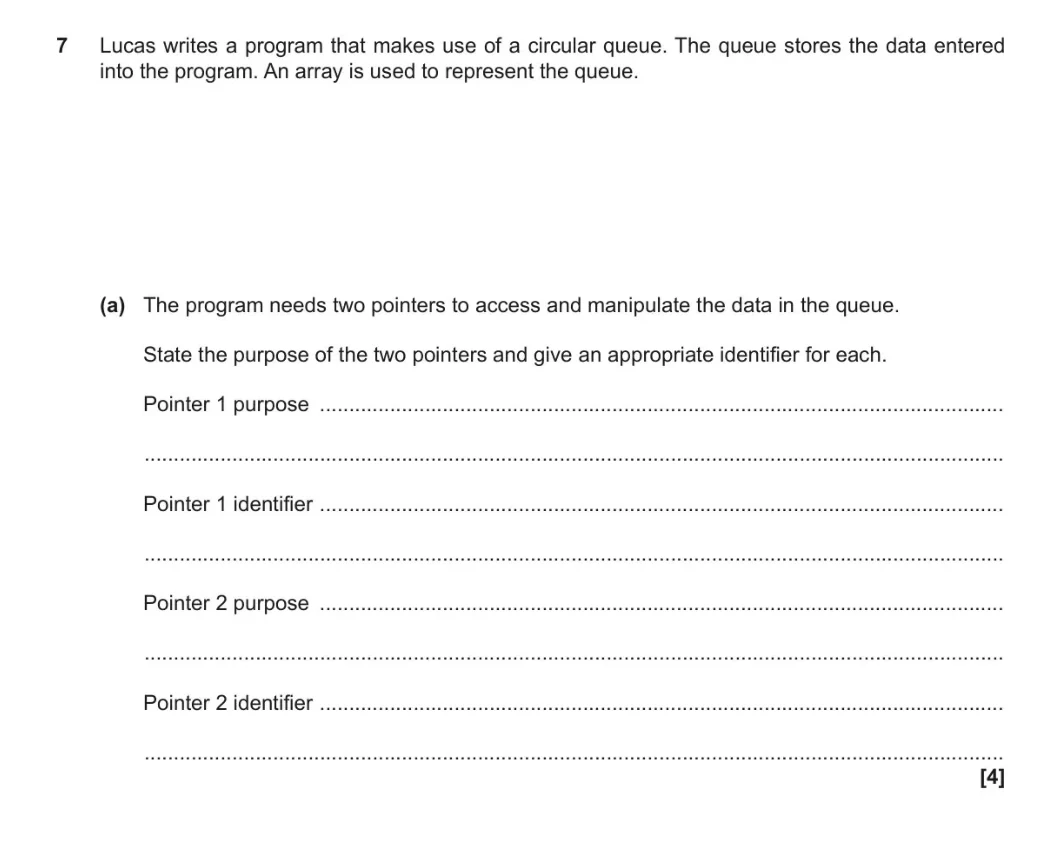 7 Lucas writes a program that makes use of a circular queue. The queue stores the data entered
into the program. An array is used to represent the queue.
(a) The program needs two pointers to access and manipulate the data in the queue.
State the purpose of the two pointers and give an appropriate identifier for each.
Pointer 1 purpose ....................................................................................................................
....................................................................................................................
Pointer 1 identifier ....................................................................................................................
....................................................................................................................
Pointer 2 purpose ....................................................................................................................
....................................................................................................................
Pointer 2 identifier ....................................................................................................................
....................................................................................................................
[4]